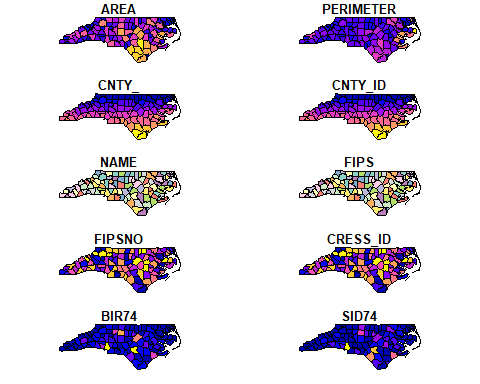 AREA PERIMETER
CNTY_ CNTY_ID
NAME FIPS
FIPSNO CRESS_ID
BIR74 SID74